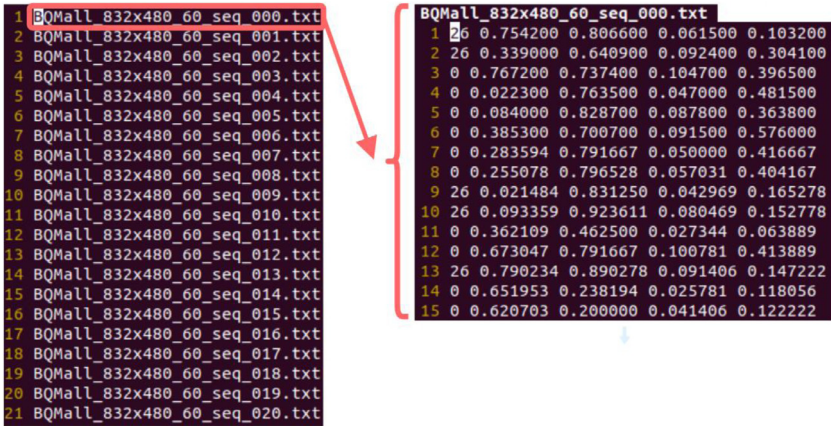 1 BQMall_832x480_60_seq_000.txt
2 BQMall_832x480_60_seq_001.txt
3 BQMall_832x480_60_seq_002.txt
4 BQMall_832x480_60_seq_003.txt
5 BQMall_832x480_60_seq_004.txt
6 BQMall_832x480_60_seq_005.txt
7 BQMall_832x480_60_seq_006.txt
8 BQMall_832x480_60_seq_007.txt
9 BQMall_832x480_60_seq_008.txt
10 BQMall_832x480_60_seq_009.txt
11 BQMall_832x480_60_seq_010.txt
12 BQMall_832x480_60_seq_011.txt
13 BQMall_832x480_60_seq_012.txt
14 BQMall_832x480_60_seq_013.txt
15 BQMall_832x480_60_seq_014.txt
16 BQMall_832x480_60_seq_015.txt
17 BQMall_832x480_60_seq_016.txt
18 BQMall_832x480_60_seq_017.txt
19 BQMall_832x480_60_seq_018.txt
20 BQMall_832x480_60_seq_019.txt
21 BQMall_832x480_60_seq_020.txt
BQMall_832x480_60_seq_000.txt
1 26 0.754200 0.806600 0.061500 0.103200
2 26 0.339000 0.640900 0.092400 0.304100
3 0 0.767200 0.737400 0.104700 0.396500
4 0 0.022300 0.763500 0.047000 0.481500
5 0 0.084000 0.828700 0.087800 0.363800
6 0 0.385300 0.700700 0.091500 0.576000
7 0 0.283594 0.791667 0.050000 0.416667
8 0 0.255078 0.796528 0.057031 0.404167
9 26 0.021484 0.831250 0.042969 0.165278
10 26 0.093359 0.923611 0.080469 0.152778
11 0 0.362109 0.462500 0.027344 0.063889
12 0 0.673047 0.791667 0.100781 0.413889
13 26 0.790234 0.890278 0.091406 0.147222
14 0 0.651953 0.238194 0.025781 0.118056
15 0 0.620703 0.200000 0.041406 0.122222